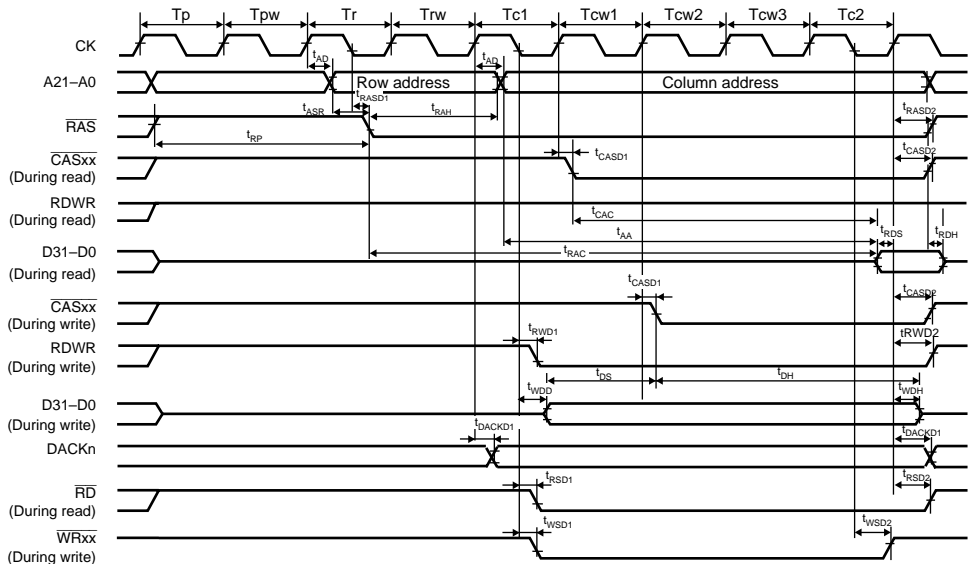 Tp Tpw Tr Trw Tc1 Tcw1 Tcw2 Tcw3 Tc2
CK
tAD tAD
A21–A0 Row address Column address
tRASD1
tASR tRAH tRASD2
RAS
tRP
CASxx tCASD1 tCASD2
(During read)
RDWR
(During read) tCAC
tAA tRDS tRDH
D31–D0 tRAC
(During read)
tCASD1
CASxx tCASD2
(During write)
RDWR tRWD1 tRWD2
(During write)
tDS tDH
tWDD tWDH
D31–D0
(During write)
tDACKD1 tDACKD1
DACKn
RD tRSD1 tRSD2
(During read)
WRxx tWSD1 tWSD2
(During write)